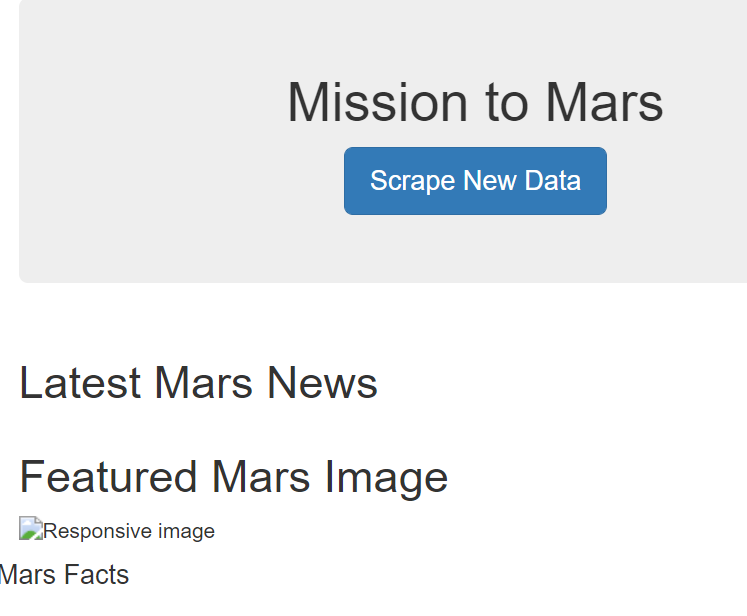 Mission to Mars
Scrape New Data
Latest Mars News
Featured Mars Image
Responsive image
Mars Facts